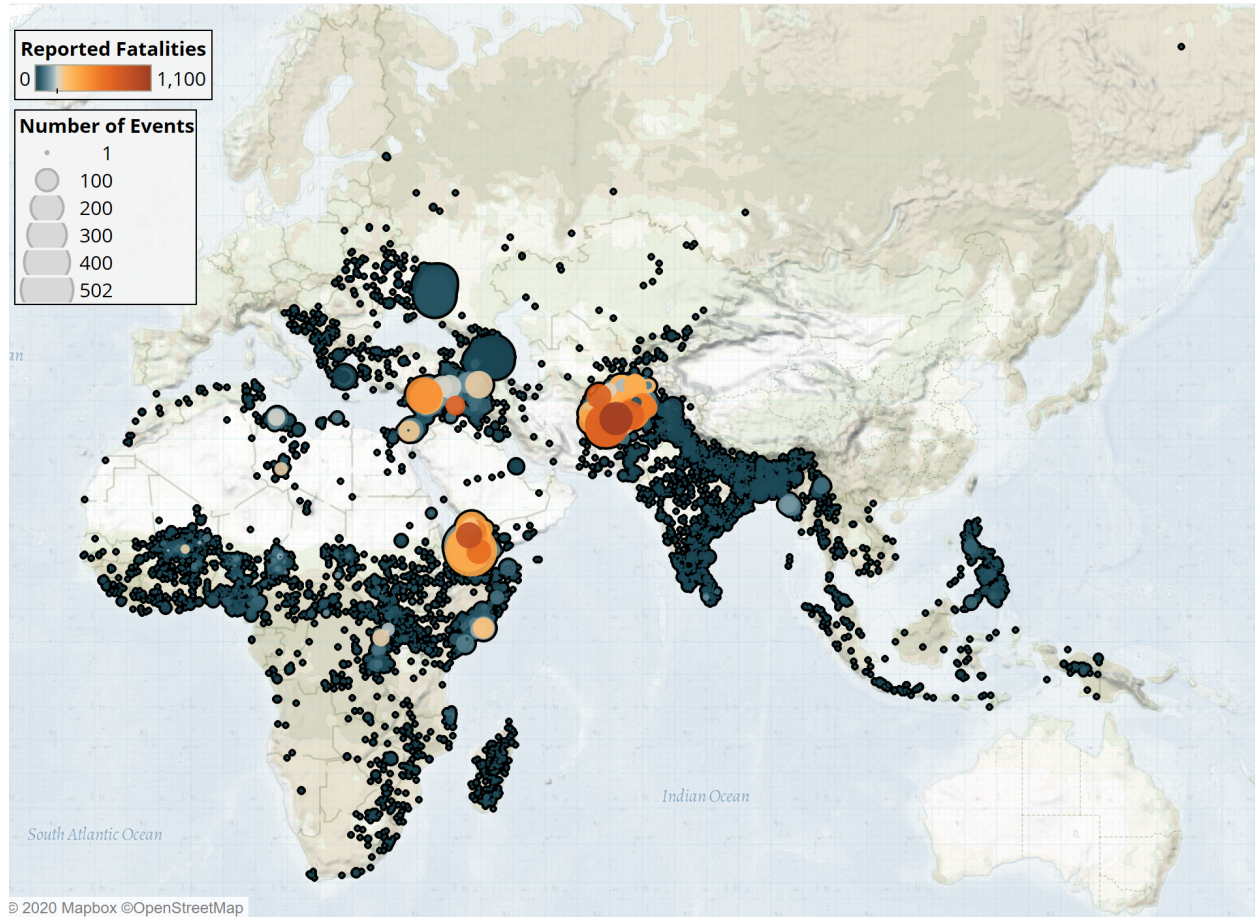 Reported Fatalities
0 1,100
Number of Events
1
100
200
300
400
502
an
Indian Ocean
South Atlantic Ocean
© 2020 Mapbox ©OpenStreetMap